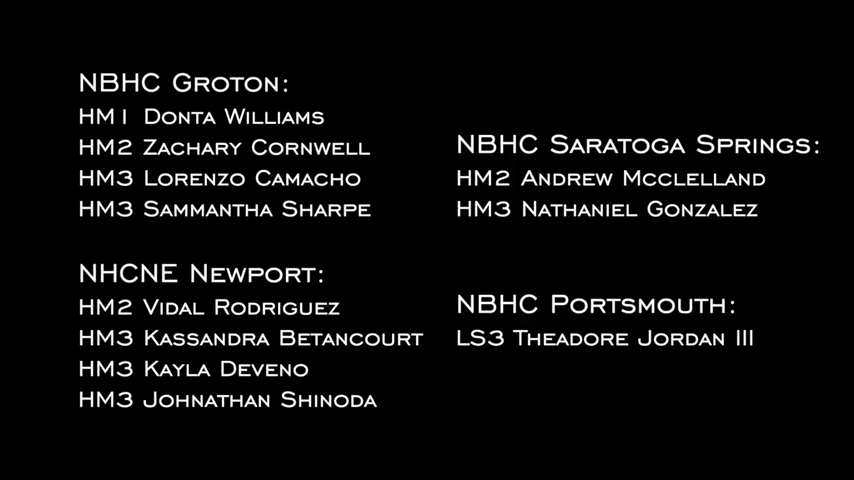 NBHC Groton:
HM1 Donta Williams
HM2 Zachary Cornwell
HM3 Lorenzo Camacho
HM3 Sammantha Sharpe
NHCNE Newport:
HM2 Vidal Rodriguez
HM3 Kassandra Betancourt
HM3 Kayla Deveno
HM3 Johnathan Shinoda
NBHC Saratoga Springs:
HM2 Andrew Mcclelland
HM3 Nathaniel Gonzalez
NBHC Portsmouth:
LS3 Theadore Jordan III